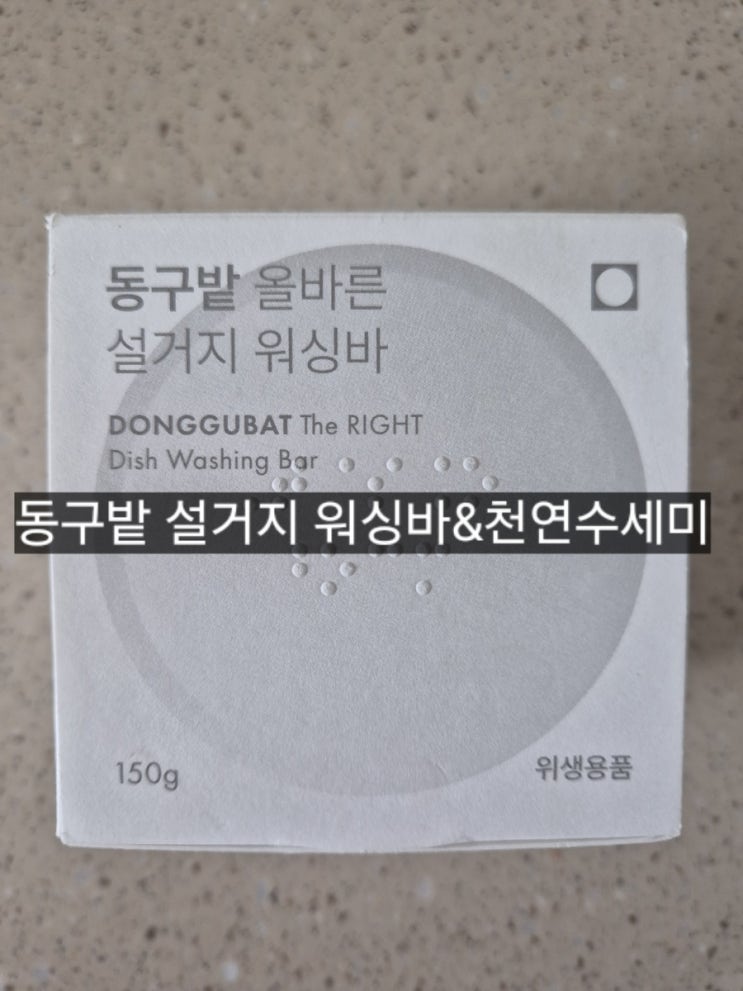 동구밭 올바른
설거지 워싱바
DONGGUBAT The RIGHT
Dish Washing Bar
동구밭 설거지 워싱바&천연수세미
150g
위생용품